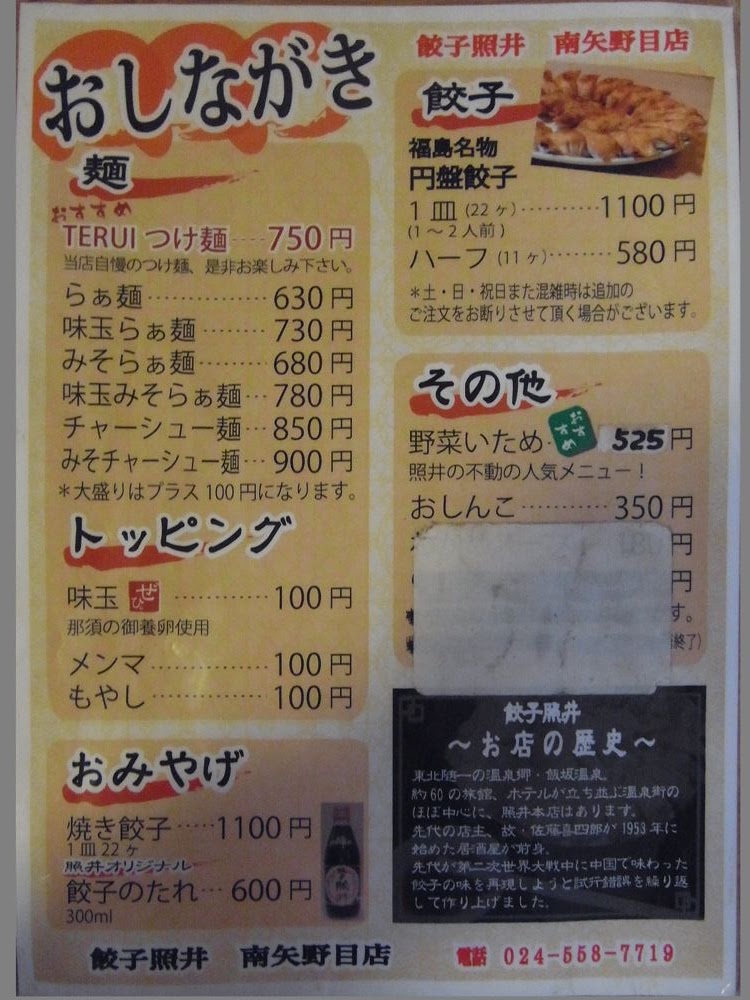 おしながき
麺
おすすめ
TERUI つけ麺 750円
当店自慢のつけ麺、是非お楽しみ下さい。
らぁ麺 630円
味玉らぁ麺 730円
みそらぁ麺 680円
味玉みそらぁ麺 780円
チャーシュー麺 850円
みそチャーシュー麺 900円
＊大盛りはプラス100円になります。
トッピング
味玉 ぜひ 100円
那須の御養卵使用
メンマ 100円
もやし 100円
おみやげ
焼き餃子 1100円
1皿22ヶ
照井オリジナル
餃子のたれ 600円
300ml
餃子照井 南矢野目店
餃子
福島名物
円盤餃子
1皿(22ヶ) 1100円
(1～2人前)
ハーフ(11ヶ) 580円
＊土・日・祝日また混雑時は追加の
ご注文をお断りさせて頂く場合がございます。
その他
野菜いため おすすめ 525円
照井の不動の人気メニュー！
おしんこ 350円
180円
円
す。
終了)
餃子照井
～お店の歴史～
東北随一の温泉郷・飯坂温泉。
約60の旅館、ホテルが立ち並ぶ温泉街の
ほぼ中心に、照井本店はあります。
先代の店主、故・佐藤喜四郎が1953年に
始めた居酒屋が前身。
先代が第二次世界大戦中に中国で味わった
餃子の味を再現しようと試行錯誤を繰り返
して作り上げました。
餃子照井 南矢野目店 電話 024-558-7719